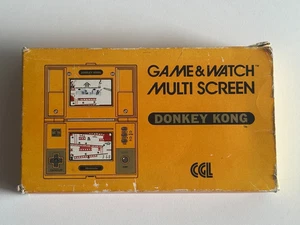 GAME&WATCH™
MULTI SCREEN
DONKEY KONG
CGL